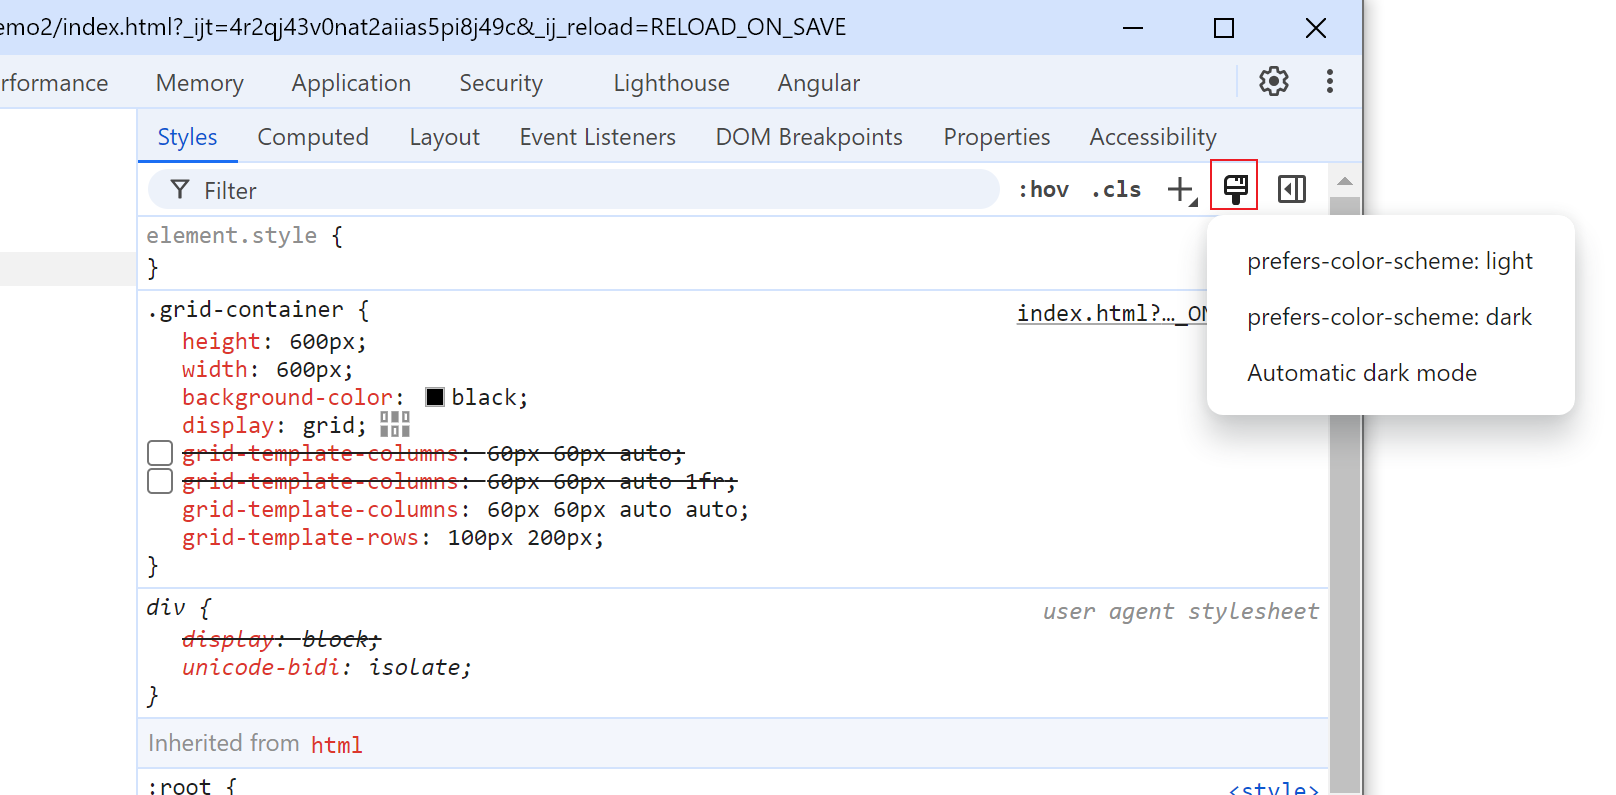 emo2/index.html?_ijt=4r2qj43v0nat2aiias5pi8j49c&_ij_reload=RELOAD_ON_SAVE
rformance Memory Application Security Lighthouse Angular
Styles Computed Layout Event Listeners DOM Breakpoints Properties Accessibility
Filter :hov .cls
element.style {
}
prefers-color-scheme: light
prefers-color-scheme: dark
Automatic dark mode
.grid-container {
index.html?…_ON
height: 600px;
width: 600px;
background-color: black;
display: grid;
grid-template-columns: 60px 60px auto;
grid-template-columns: 60px 60px auto 1fr;
grid-template-columns: 60px 60px auto auto;
grid-template-rows: 100px 200px;
}
div {
user agent stylesheet
display: block;
unicode-bidi: isolate;
}
Inherited from html
:root {
<style>